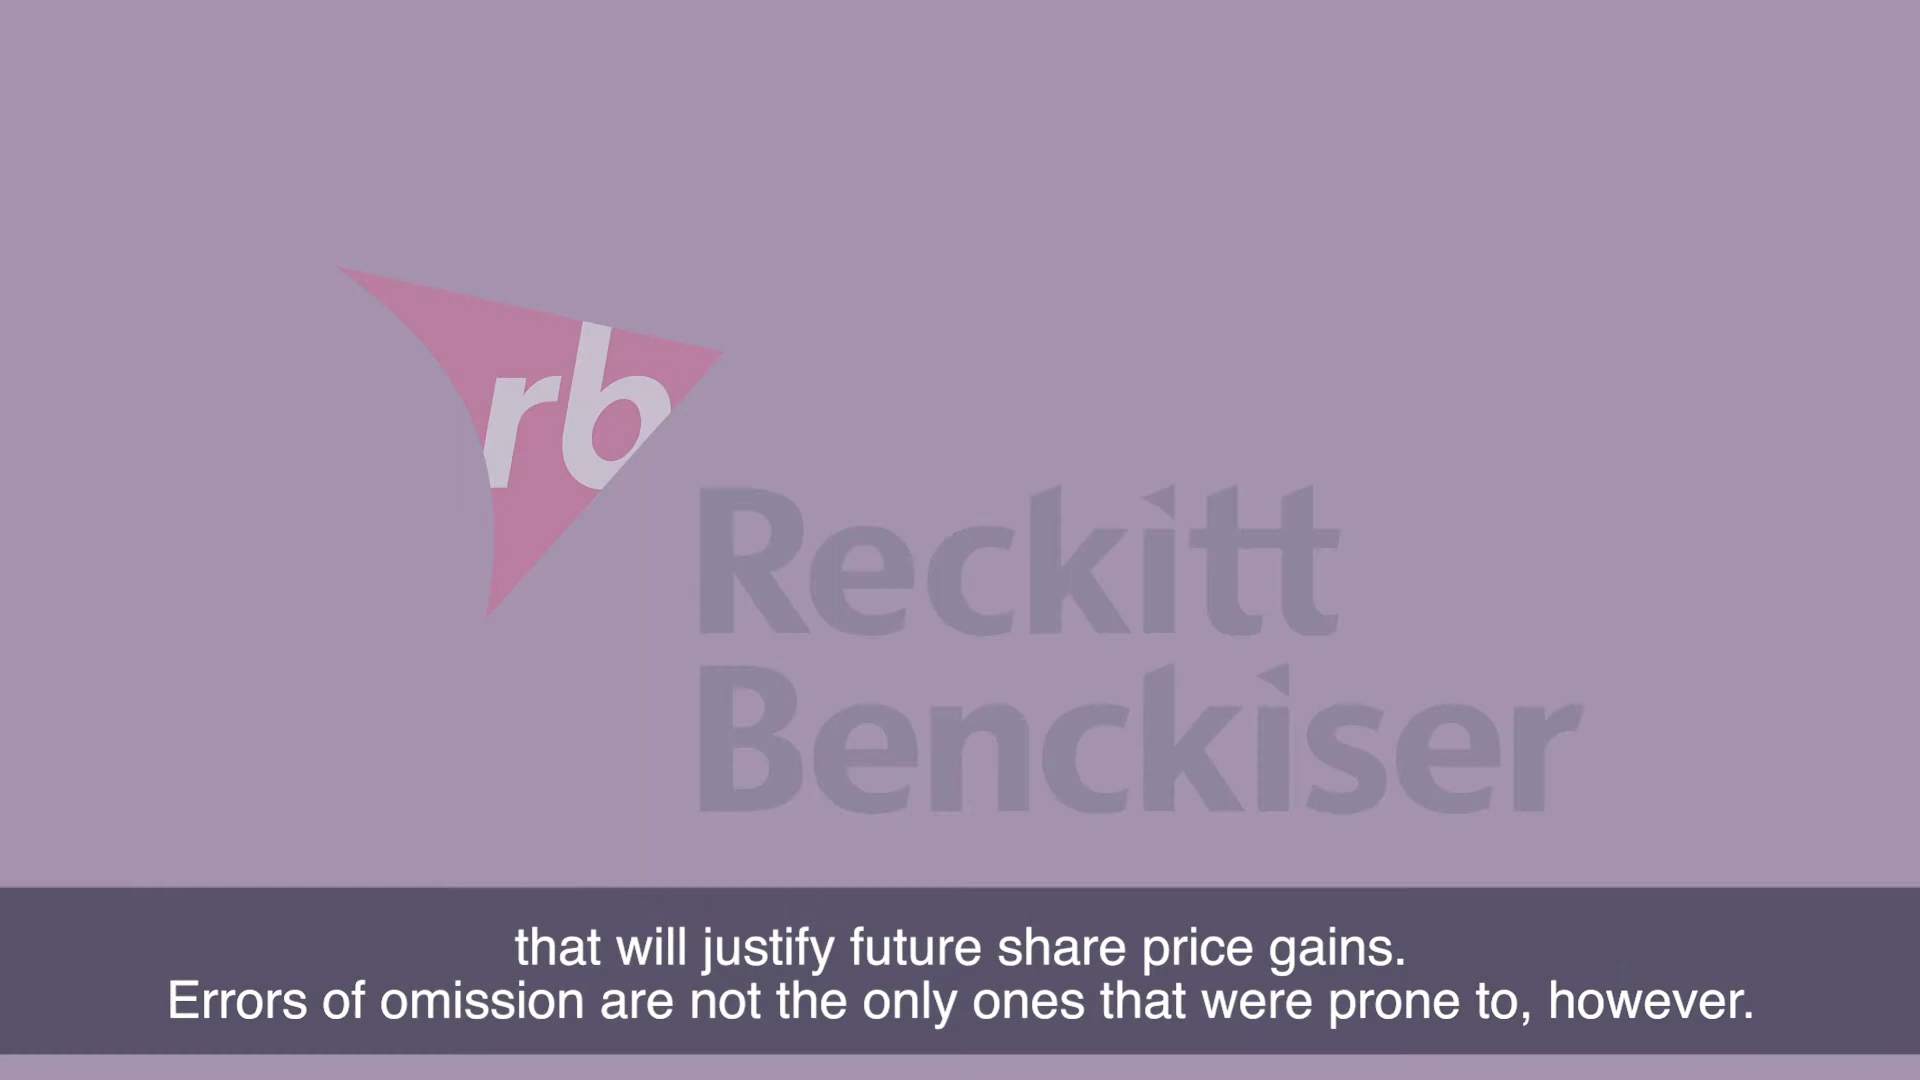 rb
Reckitt
Benckiser
that will justify future share price gains.
Errors of omission are not the only ones that were prone to, however.